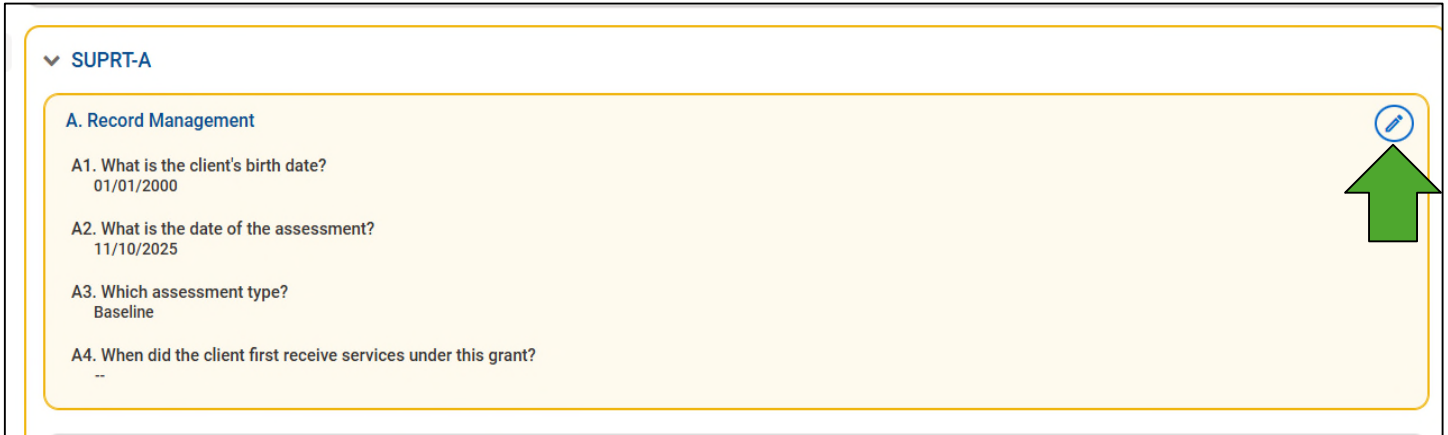 SUPRT-A
A. Record Management
A1. What is the client's birth date?
01/01/2000
A2. What is the date of the assessment?
11/10/2025
A3. Which assessment type?
Baseline
A4. When did the client first receive services under this grant?
--